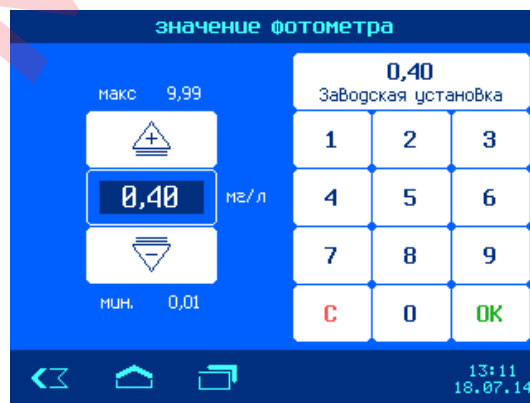 значение фотометра
макс 9,99
+
0,40 мг/л
−
мин. 0,01
0,40
Заводская установка
1 2 3
4 5 6
7 8 9
C 0 OK
13:11
18.07.14